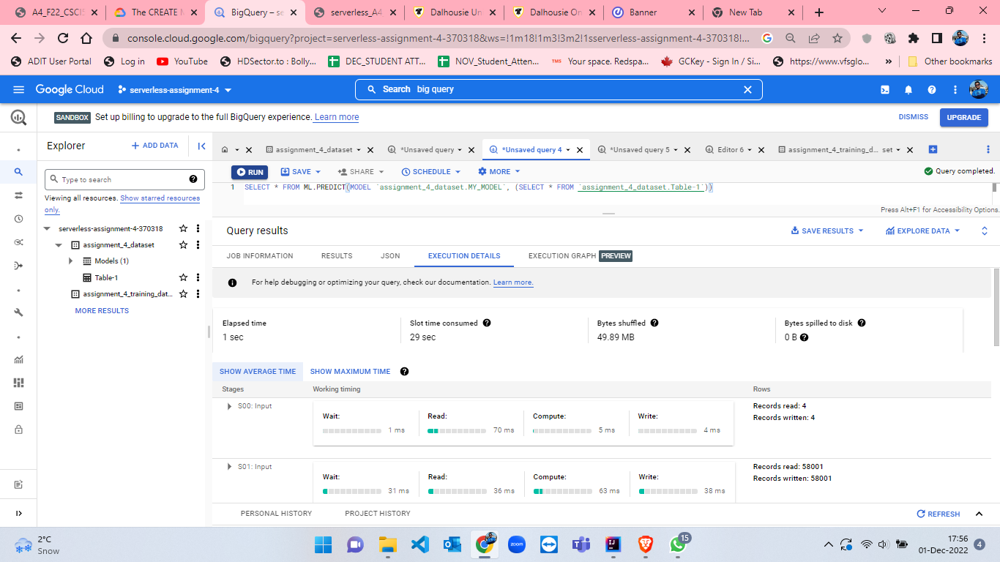 A4_F22_CSCI5
The CREATE M
BigQuery – se
serverless_A4
Dalhousie Un
Dalhousie On
Banner
New Tab
console.cloud.google.com/bigquery?project=serverless-assignment-4-370318&ws=!1m18!1m3!3m2!1sserverless-assignment-4-370318!...
ADIT User Portal
Log in
YouTube
HDSector.to : Bolly...
DEC_STUDENT ATT...
NOV_Student_Atten...
TMS
Your space. Redspa...
GCKey - Sign In / Si...
https://www.vfsglo...
»
Other bookmarks
Google Cloud
serverless-assignment-4
Search big query
SANDBOX Set up billing to upgrade to the full BigQuery experience. Learn more
DISMISS
UPGRADE
Explorer
+ ADD DATA
assignment_4_dataset
*Unsaved query
*Unsaved query 4
*Unsaved query 5
Editor 6
assignment_4_training_d... set
Type to search
RUN
SAVE
SHARE
SCHEDULE
MORE
Query completed.
Viewing all resources. Show starred resources
only.
1 SELECT * FROM ML.PREDICT(MODEL `assignment_4_dataset.MY_MODEL`, (SELECT * FROM `assignment_4_dataset.Table-1`))
Press Alt+F1 for Accessibility Options.
serverless-assignment-4-370318
assignment_4_dataset
Models (1)
Table-1
assignment_4_training_dat...
MORE RESULTS
Query results
SAVE RESULTS
EXPLORE DATA
JOB INFORMATION
RESULTS
JSON
EXECUTION DETAILS
EXECUTION GRAPH PREVIEW
For help debugging or optimizing your query, check our documentation. Learn more.
Elapsed time
1 sec
Slot time consumed
29 sec
Bytes shuffled
49.89 MB
Bytes spilled to disk
0 B
SHOW AVERAGE TIME
SHOW MAXIMUM TIME
Stages
Working timing
Rows
S00: Input
Wait:
1 ms
Read:
70 ms
Compute:
5 ms
Write:
4 ms
Records read: 4
Records written: 4
S01: Input
Wait:
31 ms
Read:
36 ms
Compute:
63 ms
Write:
38 ms
Records read: 58001
Records written: 58001
PERSONAL HISTORY
PROJECT HISTORY
REFRESH
2°C
Snow
zoom
15
17:56
01-Dec-2022
4